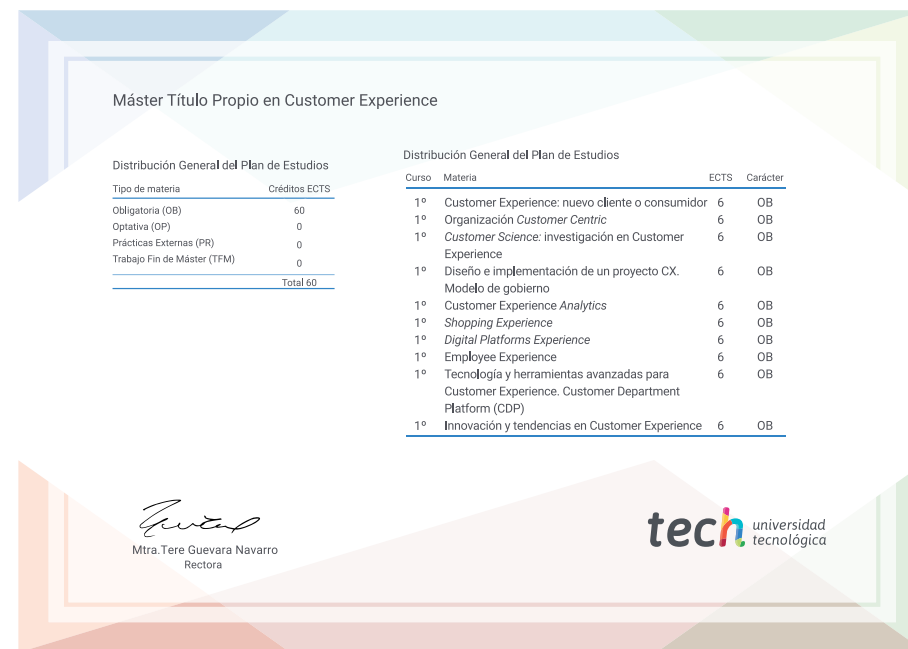 Máster Título Propio en Customer Experience
Distribución General del Plan de Estudios
Tipo de materia Créditos ECTS
Obligatoria (OB) 60
Optativa (OP) 0
Prácticas Externas (PR) 0
Trabajo Fin de Máster (TFM) 0
Total 60
Distribución General del Plan de Estudios
Curso Materia ECTS Carácter
1º Customer Experience: nuevo cliente o consumidor 6 OB
1º Organización Customer Centric 6 OB
1º Customer Science: investigación en Customer 6 OB
Experience
1º Diseño e implementación de un proyecto CX. 6 OB
Modelo de gobierno
1º Customer Experience Analytics 6 OB
1º Shopping Experience 6 OB
1º Digital Platforms Experience 6 OB
1º Employee Experience 6 OB
1º Tecnología y herramientas avanzadas para 6 OB
Customer Experience. Customer Department
Platform (CDP)
1º Innovación y tendencias en Customer Experience 6 OB
Mtra.Tere Guevara Navarro
Rectora
tech universidad
tecnológica